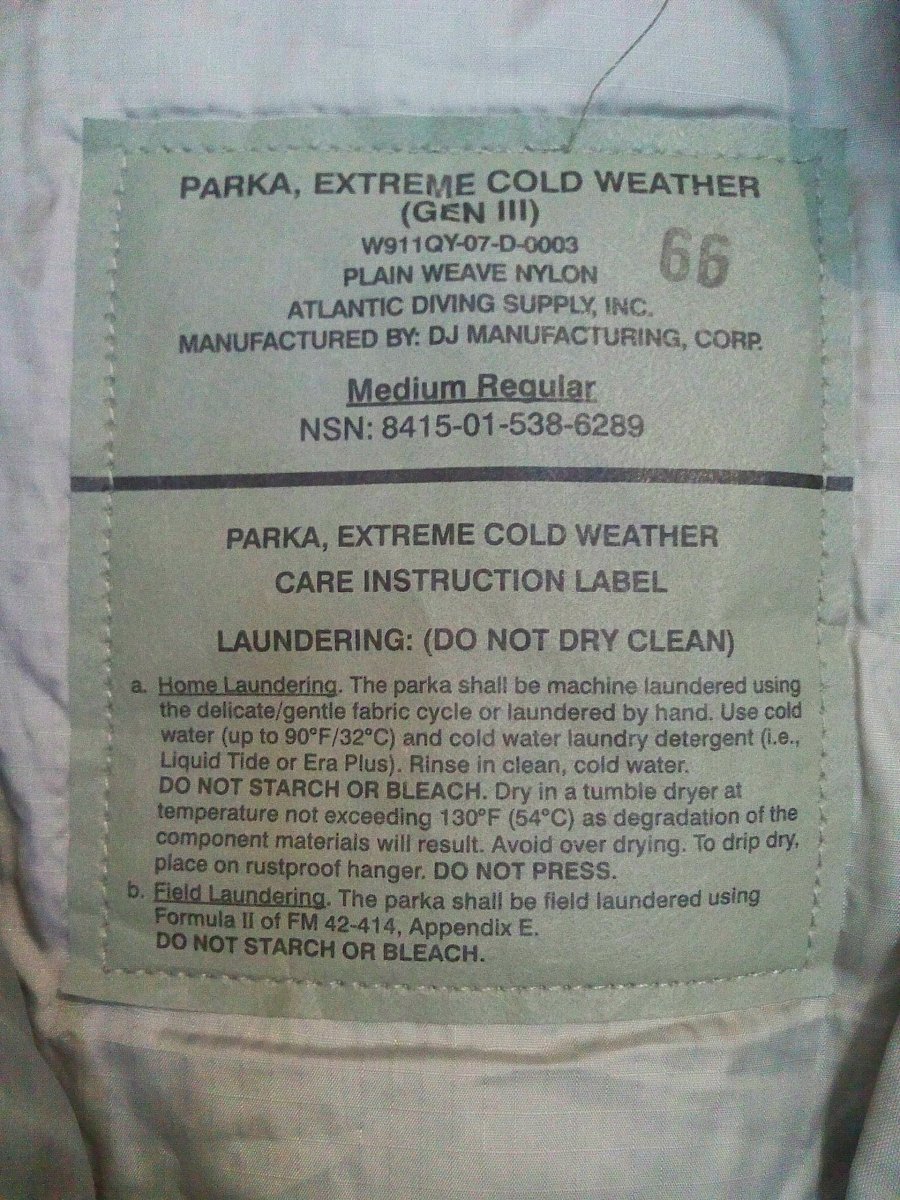 PARKA, EXTREME COLD WEATHER
(GEN III)
W911QY-07-D-0003
66
PLAIN WEAVE NYLON
ATLANTIC DIVING SUPPLY, INC.
MANUFACTURED BY: DJ MANUFACTURING, CORP.
Medium Regular
NSN: 8415-01-538-6289
PARKA, EXTREME COLD WEATHER
CARE INSTRUCTION LABEL
LAUNDERING: (DO NOT DRY CLEAN)
a. Home Laundering. The parka shall be machine laundered using
the delicate/gentle fabric cycle or laundered by hand. Use cold
water (up to 90°F/32°C) and cold water laundry detergent (i.e.,
Liquid Tide or Era Plus). Rinse in clean, cold water.
DO NOT STARCH OR BLEACH. Dry in a tumble dryer at
temperature not exceeding 130°F (54°C) as degradation of the
component materials will result. Avoid over drying. To drip dry,
place on rustproof hanger. DO NOT PRESS.
b. Field Laundering. The parka shall be field laundered using
Formula II of FM 42-414, Appendix E.
DO NOT STARCH OR BLEACH.